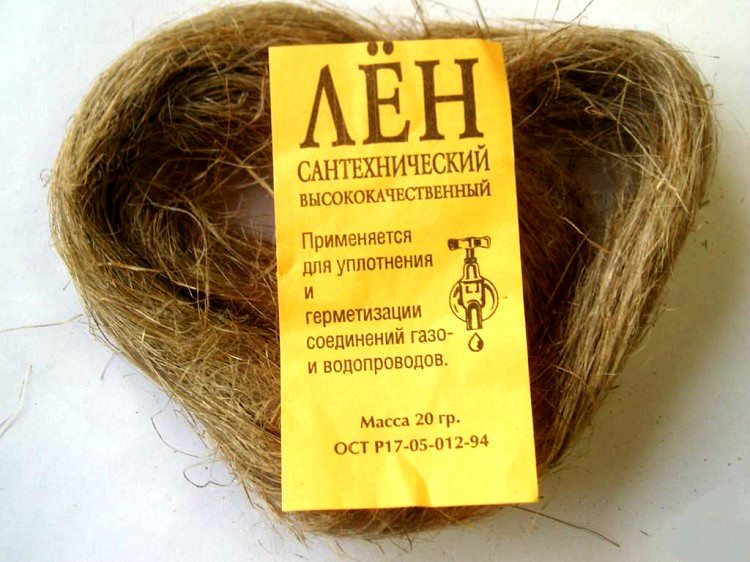 ЛЁН
САНТЕХНИЧЕСКИЙ
ВЫСОКОКАЧЕСТВЕННЫЙ
Применяется
для уплотнения
и
герметизации
соединений газо-
и водопроводов.
Масса 20 гр.
ОСТ Р17-05-012-94